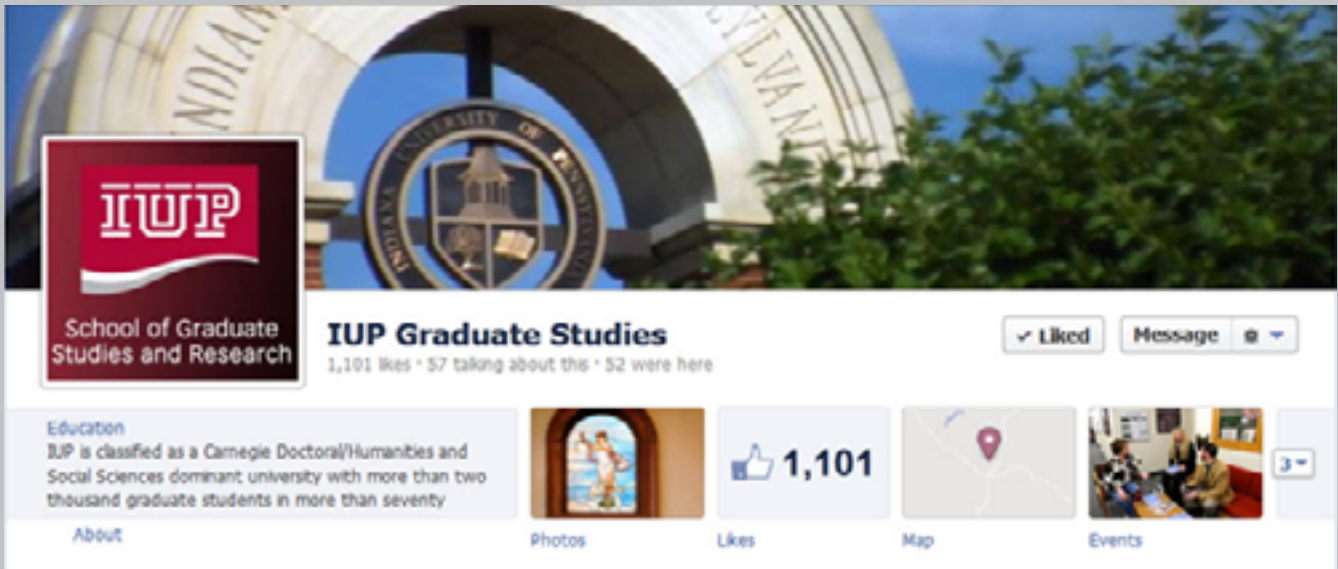 INDIANA
SYLVANI
INDIANA UNIVERSITY OF PENNSYLVANIA
IUP
School of Graduate
Studies and Research
IUP Graduate Studies
1,101 likes · 57 talking about this · 52 were here
Liked
Message
Education
IUP is classified as a Carnegie Doctoral/Humanities and
Social Sciences dominant university with more than two
thousand graduate students in more than seventy
About
Photos
1,101
Likes
Map
Events
3